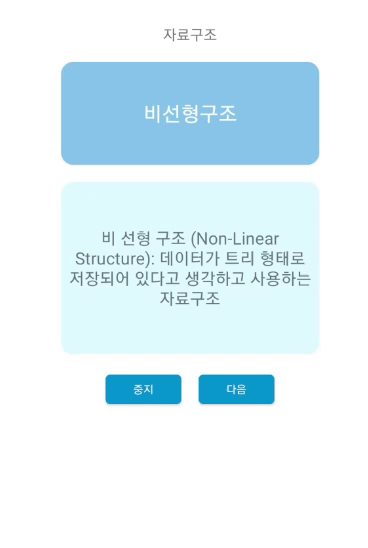 자료구조
비선형구조
비 선형 구조 (Non-Linear
Structure): 데이터가 트리 형태로
저장되어 있다고 생각하고 사용하는
자료구조
중지
다음